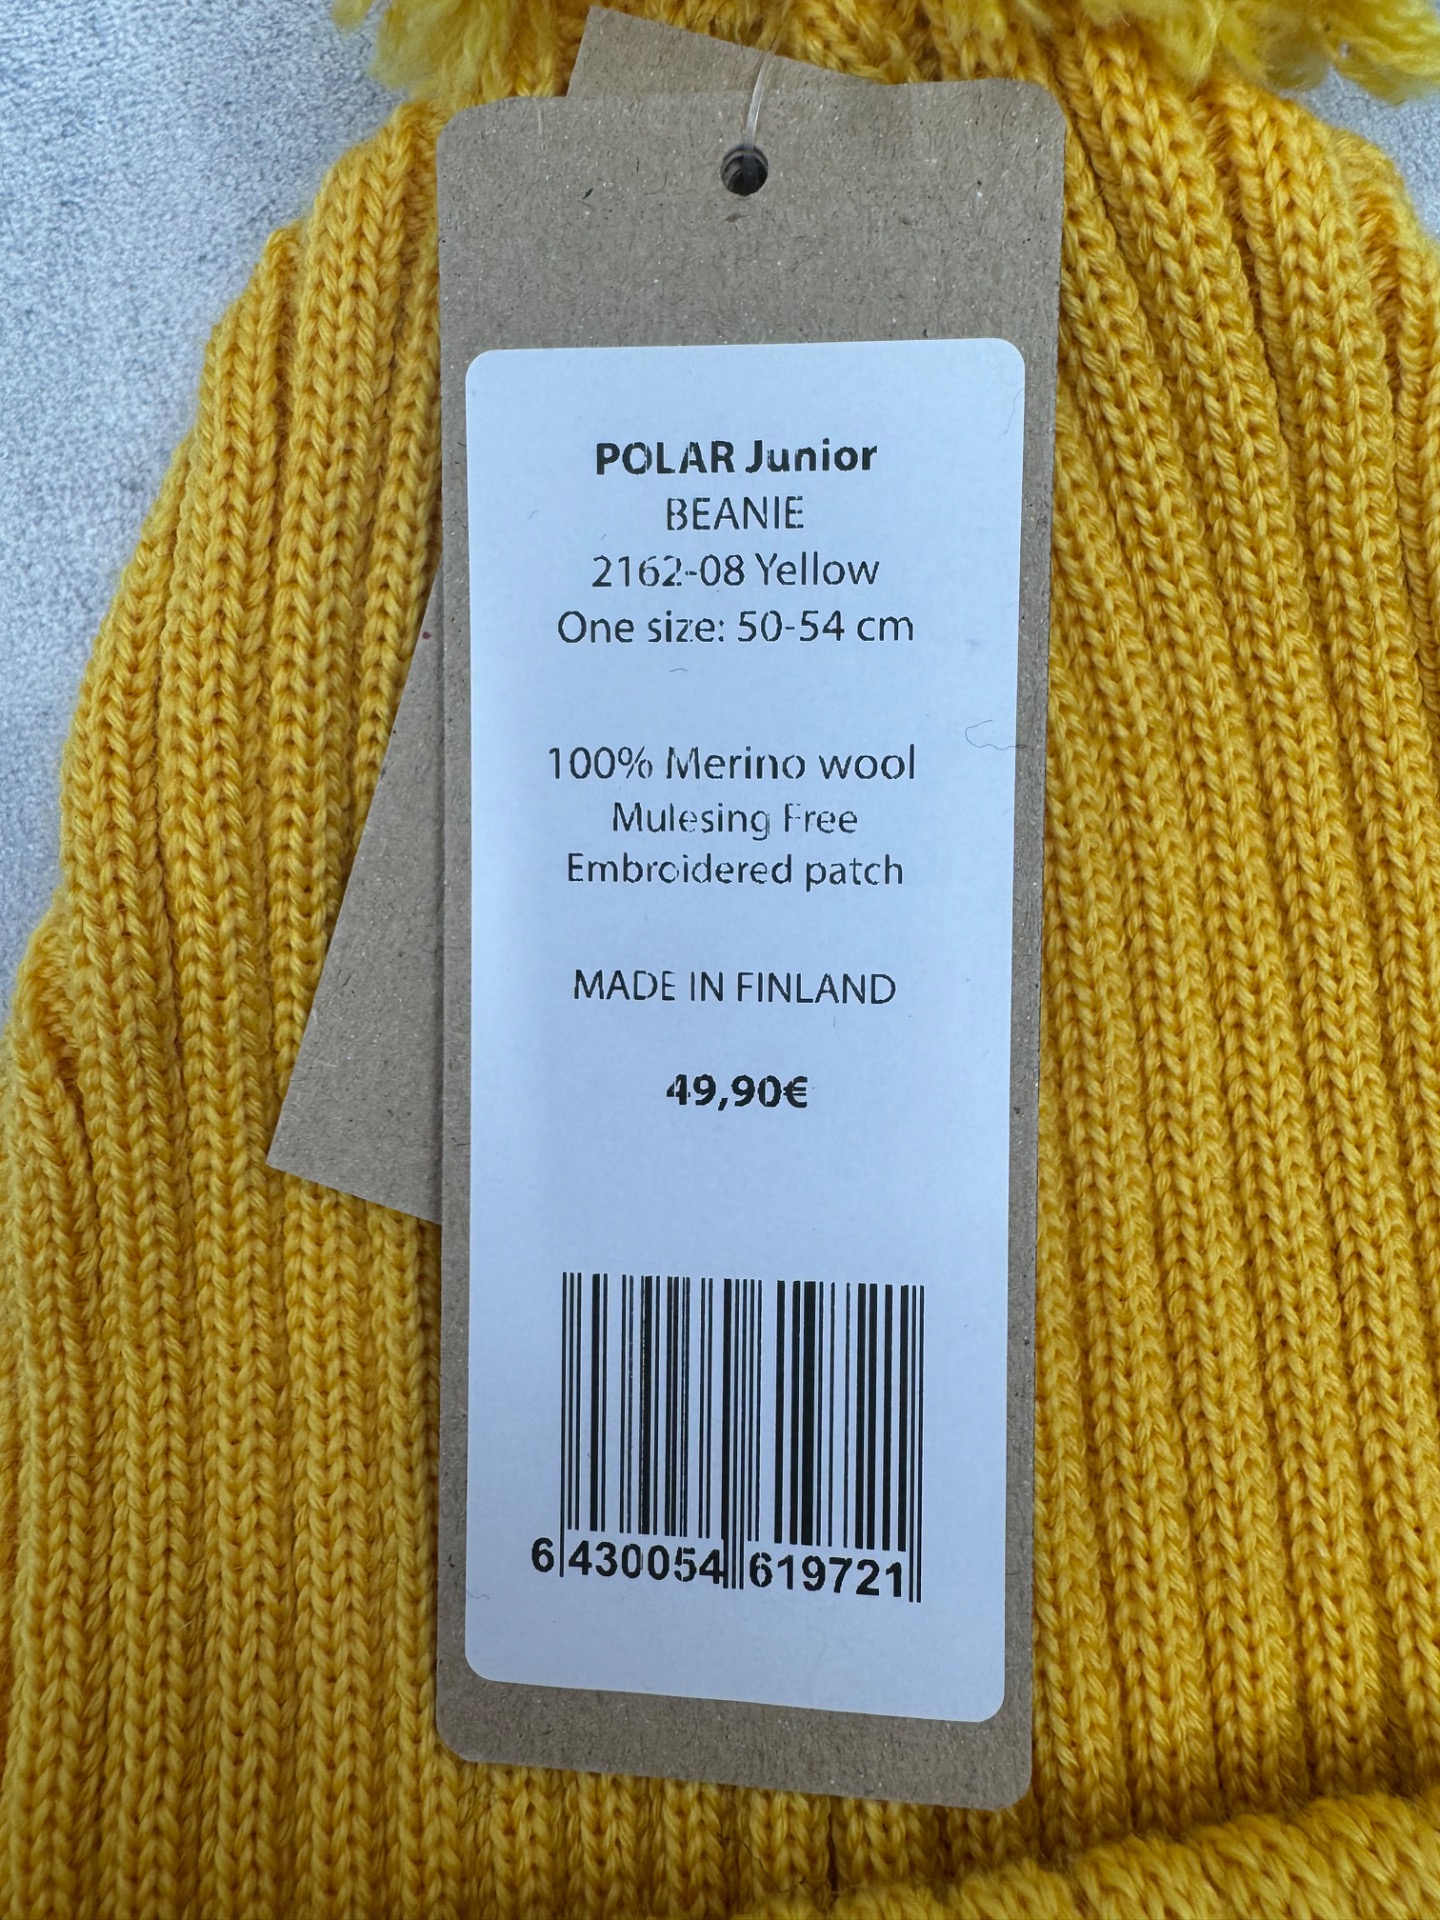 POLAR Junior
BEANIE
2162-08 Yellow
One size: 50-54 cm
100% Merino wool
Mulesing Free
Embroidered patch
MADE IN FINLAND
49,90€
6 430054 619721